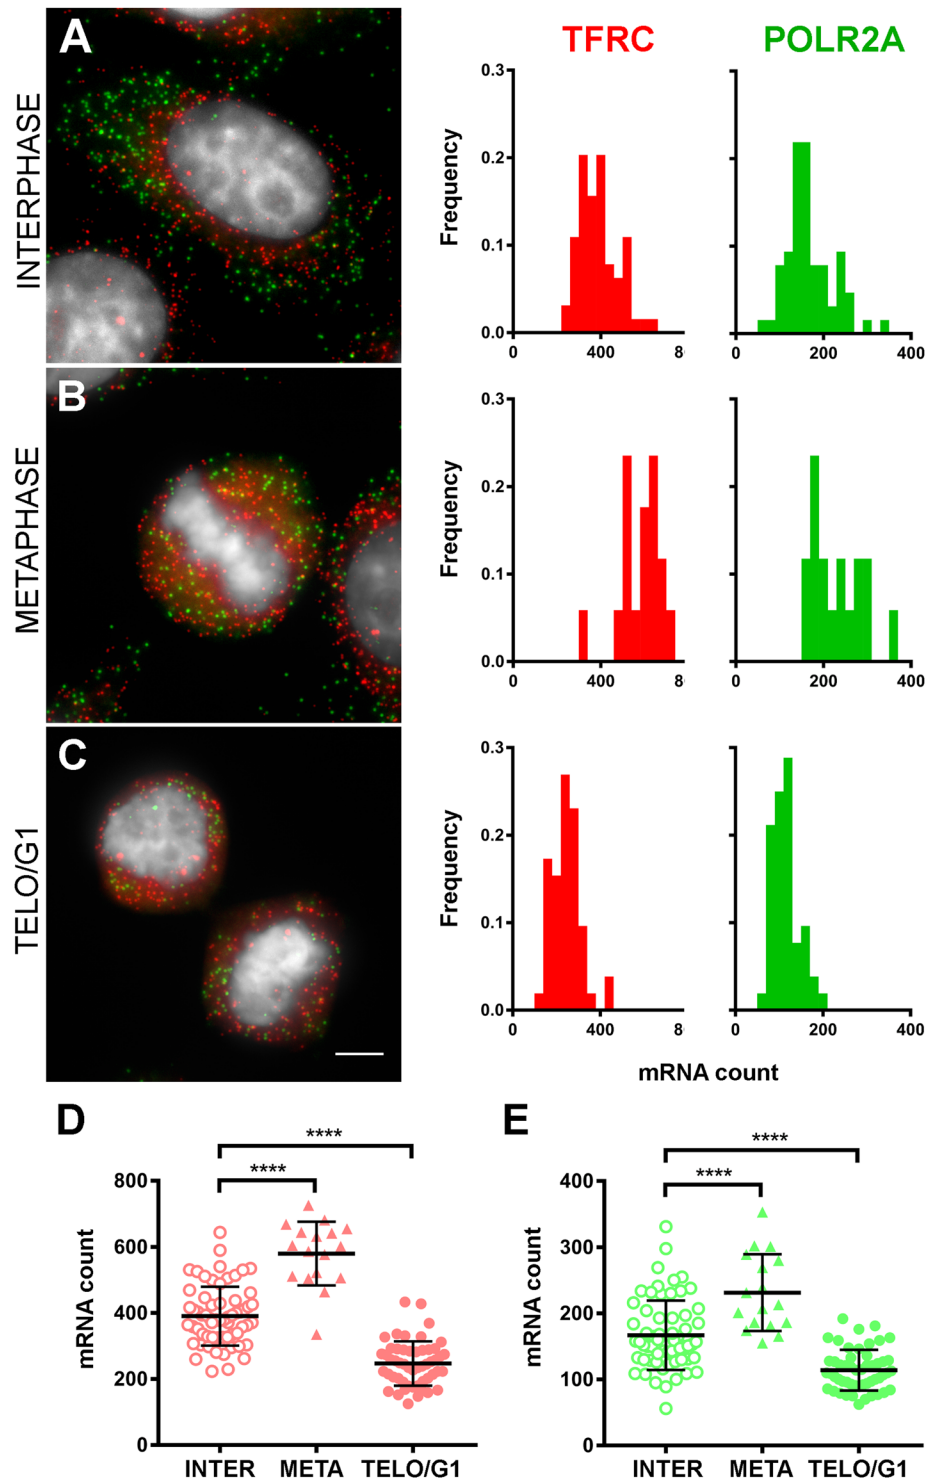 TFRC POLR2A
A
INTERPHASE
Frequency
0.3
0.2
0.1
0.0
0 400 8
0 200 400
B
METAPHASE
Frequency
0.3
0.2
0.1
0.0
0 400 8
0 200 400
C
TELO/G1
Frequency
0.3
0.2
0.1
0.0
0 400 8
0 200 400
mRNA count
D
****
****
mRNA count
800
600
400
200
0
INTER META TELO/G1
E
****
****
mRNA count
400
300
200
100
0
INTER META TELO/G1